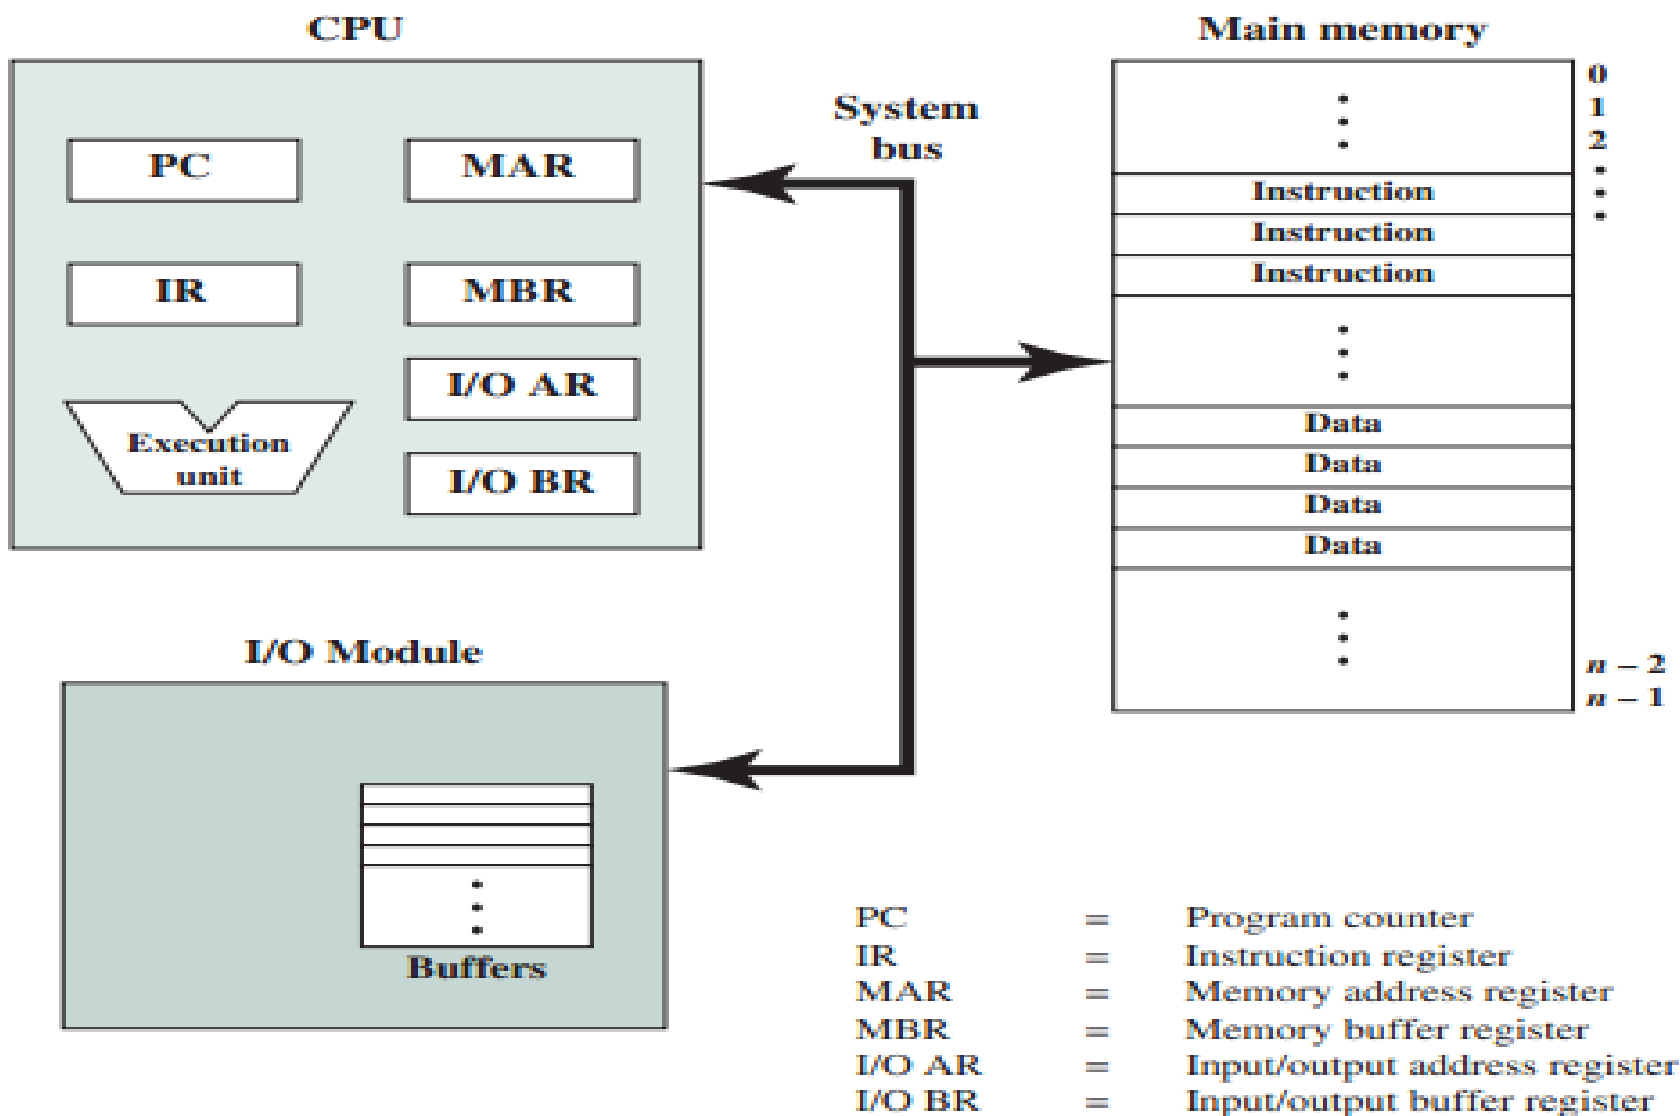 CPU
PC
MAR
IR
MBR
I/O AR
I/O BR
Execution
unit
System
bus
Main memory
0
1
2
Instruction
Instruction
Instruction
Data
Data
Data
Data
n – 2
n – 1
I/O Module
Buffers
PC = Program counter
IR = Instruction register
MAR = Memory address register
MBR = Memory buffer register
I/O AR = Input/output address register
I/O BR = Input/output buffer register